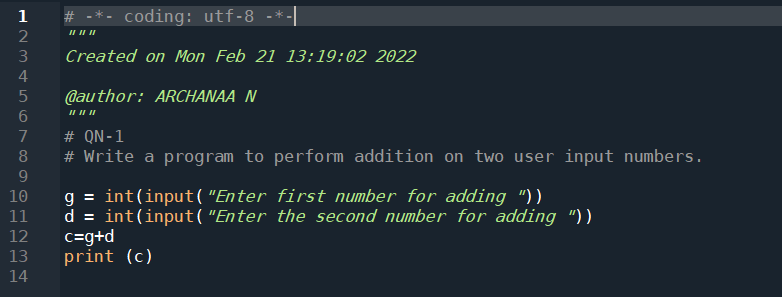 1 # -*- coding: utf-8 -*-
2 """
3 Created on Mon Feb 21 13:19:02 2022
4
5 @author: ARCHANAA N
6 """
7 # QN-1
8 # Write a program to perform addition on two user input numbers.
9
10 g = int(input("Enter first number for adding "))
11 d = int(input("Enter the second number for adding "))
12 c=g+d
13 print (c)
14